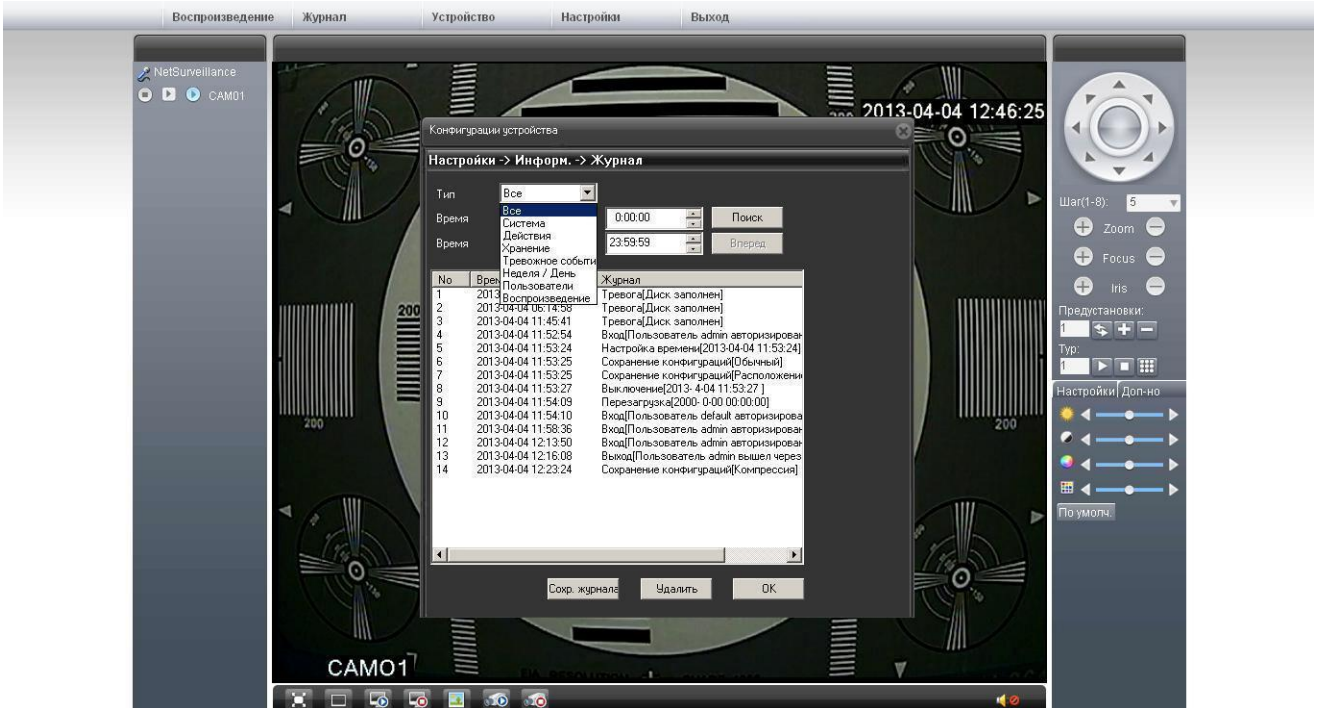 Воспроизведение Журнал Устройство Настройки Выход
NetSurveillance
CAM01
2013-04-04 12:46:25
Конфигурации устройства
Настройки -> Информ. -> Журнал
Тип Все
Время 0:00:00 Поиск
Время 23:59:59 Вперед
Все
Система
Действия
Хранение
Тревожное событи
Неделя / День
Пользователи
Воспроизведение
No Врем Журнал
1 2013 Тревога[Диск заполнен]
2 2013-04-04 06:14:58 Тревога[Диск заполнен]
3 2013-04-04 11:45:41 Тревога[Диск заполнен]
4 2013-04-04 11:52:54 Вход[Пользователь admin авторизирован
5 2013-04-04 11:53:24 Настройка времени[2013-04-04 11:53:24]
6 2013-04-04 11:53:25 Сохранение конфигураций[Обычный]
7 2013-04-04 11:53:25 Сохранение конфигураций[Расположени
8 2013-04-04 11:53:27 Выключение[2013- 4-04 11:53:27 ]
9 2013-04-04 11:54:09 Перезагрузка[2000- 0-00 00:00:00]
10 2013-04-04 11:54:10 Вход[Пользователь default авторизирова
11 2013-04-04 11:58:36 Вход[Пользователь admin авторизирован
12 2013-04-04 12:13:50 Вход[Пользователь admin авторизирован
13 2013-04-04 12:16:08 Выход[Пользователь admin вышел через
14 2013-04-04 12:23:24 Сохранение конфигураций[Компрессия]
Сохр. журнала Удалить OK
200
200
200
CAMO1
Шаг(1-8): 5
Zoom
Focus
Iris
Предустановки:
1
Тур:
1
Настройки Доп-но
По умолч.